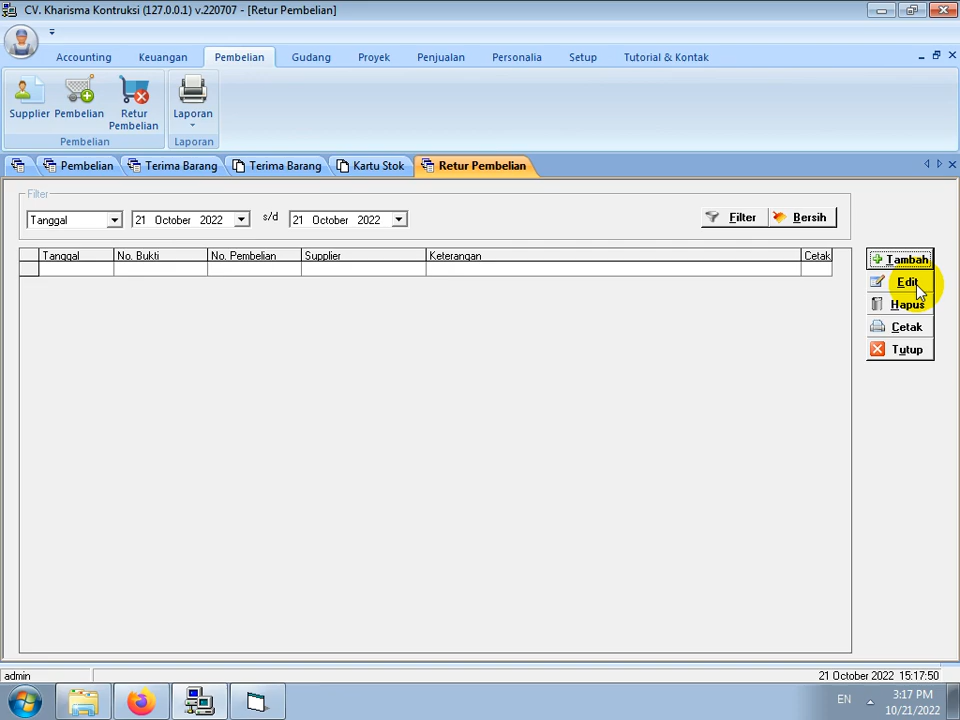 CV. Kharisma Kontruksi (127.0.0.1) v.220707 - [Retur Pembelian]
Accounting Keuangan Pembelian Gudang Proyek Penjualan Personalia Setup Tutorial & Kontak
Supplier Pembelian Retur Pembelian Laporan
Pembelian Laporan
Pembelian Terima Barang Terima Barang Kartu Stok Retur Pembelian
Filter
Tanggal 21 October 2022 s/d 21 October 2022 Filter Bersih
Tanggal No. Bukti No. Pembelian Supplier Keterangan Cetak
Tambah
Edit
Hapus
Cetak
Tutup
admin 21 October 2022 15:17:50
EN 3:17 PM
10/21/2022